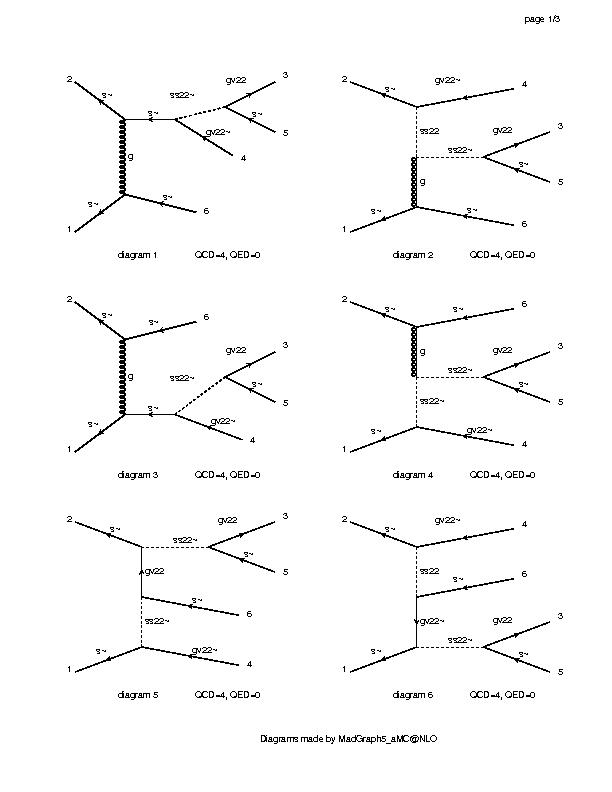 page 1/3
2
s~
ss22~
gv22
3
s~
s~
5
gv22~
4
g
s~
s~
6
1
diagram 1 QCD=4, QED=0
2
s~
gv22~
4
ss22
gv22
3
ss22~
s~
5
g
s~
s~
6
1
diagram 2 QCD=4, QED=0
2
s~
s~
6
g
gv22
3
ss22~
s~
5
s~
gv22~
4
s~
1
diagram 3 QCD=4, QED=0
2
s~
s~
6
g
gv22
3
ss22~
s~
5
ss22~
s~
gv22~
4
1
diagram 4 QCD=4, QED=0
2
s~
gv22
3
ss22~
s~
5
gv22
s~
6
ss22~
s~
gv22~
4
1
diagram 5 QCD=4, QED=0
2
s~
gv22~
4
ss22
s~
6
gv22~
gv22
3
ss22~
s~
s~
5
1
diagram 6 QCD=4, QED=0
Diagrams made by MadGraph5_aMC@NLO